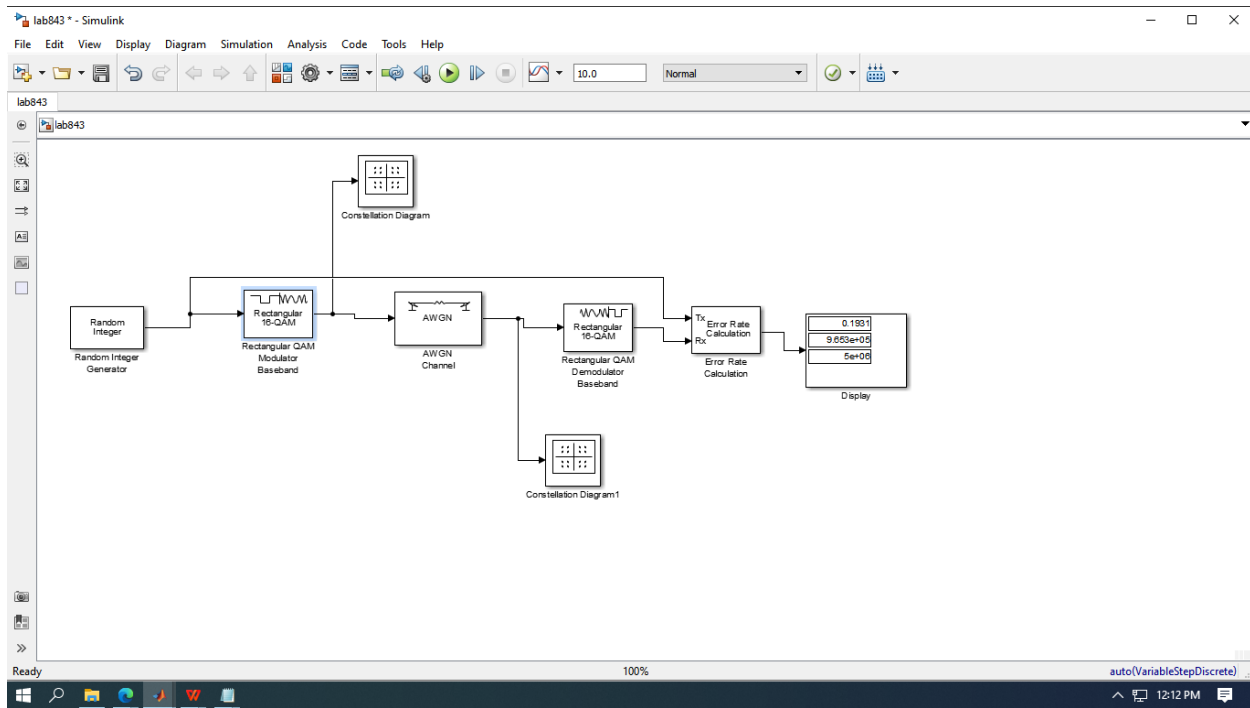 lab843 * - Simulink
File Edit View Display Diagram Simulation Analysis Code Tools Help
10.0 Normal
lab843
lab843
Constellation Diagram
Random
Integer
Random Integer
Generator
Rectangular
16-QAM
Rectangular QAM
Modulator
Baseband
AWGN
AWGN
Channel
Rectangular
16-QAM
Rectangular QAM
Demodulator
Baseband
Tx
Rx
Error Rate
Calculation
Error Rate
Calculation
0.1931
9.653e+05
5e+06
Display
Constellation Diagram1
Ready 100% auto(VariableStepDiscrete)
12:12 PM